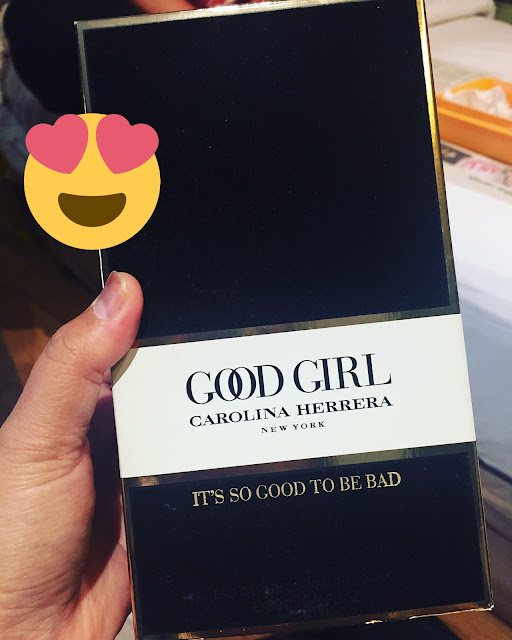 GOOD GIRL
CAROLINA HERRERA
NEW YORK
IT'S SO GOOD TO BE BAD